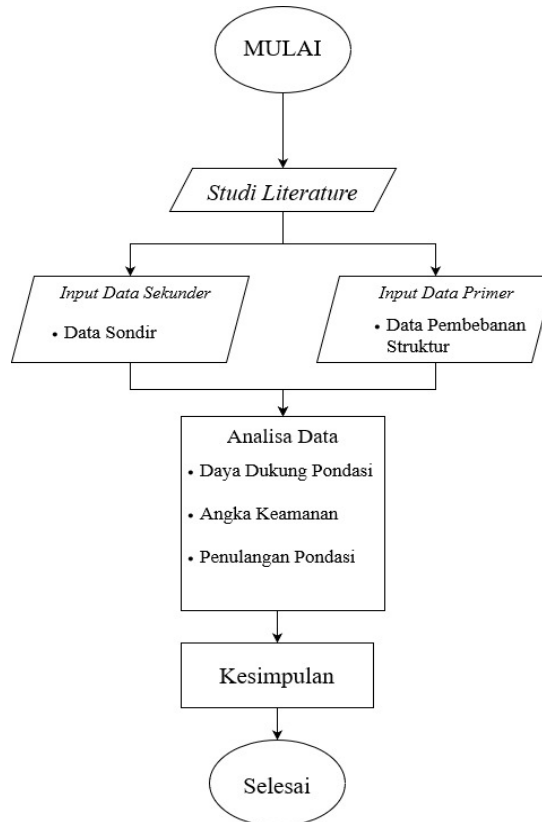 MULAI
Studi Literature
Input Data Sekunder
• Data Sondir
Input Data Primer
• Data Pembebanan
Struktur
Analisa Data
• Daya Dukung Pondasi
• Angka Keamanan
• Penulangan Pondasi
Kesimpulan
Selesai